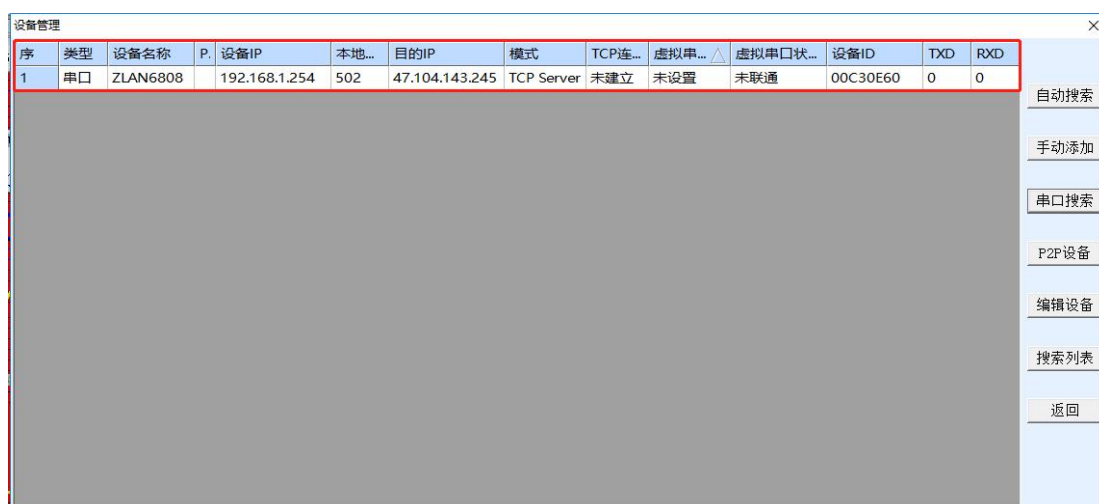 设备管理
序 类型 设备名称 P. 设备IP 本地... 目的IP 模式 TCP连... 虚拟串... 虚拟串口状... 设备ID TXD RXD
1 串口 ZLAN6808 192.168.1.254 502 47.104.143.245 TCP Server 未建立 未设置 未联通 00C30E60 0 0
自动搜索
手动添加
串口搜索
P2P设备
编辑设备
搜索列表
返回